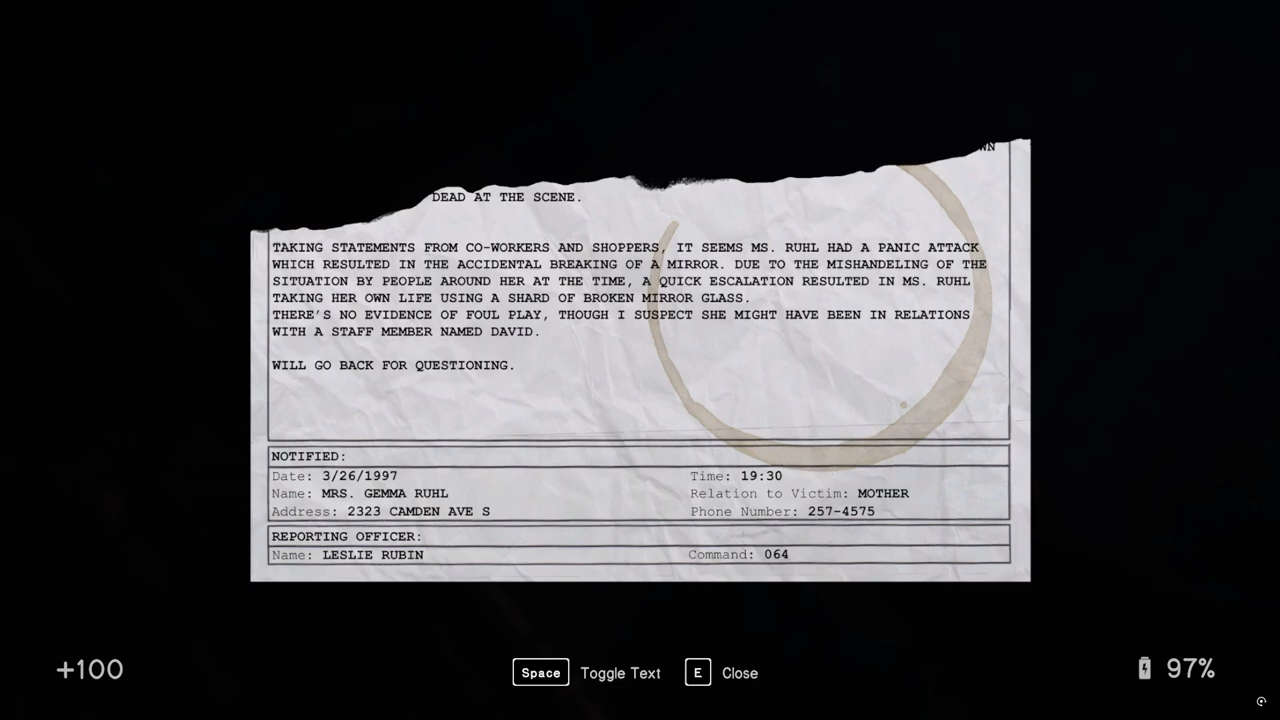 DEAD AT THE SCENE.
TAKING STATEMENTS FROM CO-WORKERS AND SHOPPERS, IT SEEMS MS. RUHL HAD A PANIC ATTACK
WHICH RESULTED IN THE ACCIDENTAL BREAKING OF A MIRROR. DUE TO THE MISHANDELING OF THE
SITUATION BY PEOPLE AROUND HER AT THE TIME, A QUICK ESCALATION RESULTED IN MS. RUHL
TAKING HER OWN LIFE USING A SHARD OF BROKEN MIRROR GLASS.
THERE'S NO EVIDENCE OF FOUL PLAY, THOUGH I SUSPECT SHE MIGHT HAVE BEEN IN RELATIONS
WITH A STAFF MEMBER NAMED DAVID.
WILL GO BACK FOR QUESTIONING.
NOTIFIED:
Date: 3/26/1997 Time: 19:30
Name: MRS. GEMMA RUHL Relation to Victim: MOTHER
Address: 2323 CAMDEN AVE S Phone Number: 257-4575
REPORTING OFFICER:
Name: LESLIE RUBIN Command: 064
+100 Space Toggle Text E Close 97%